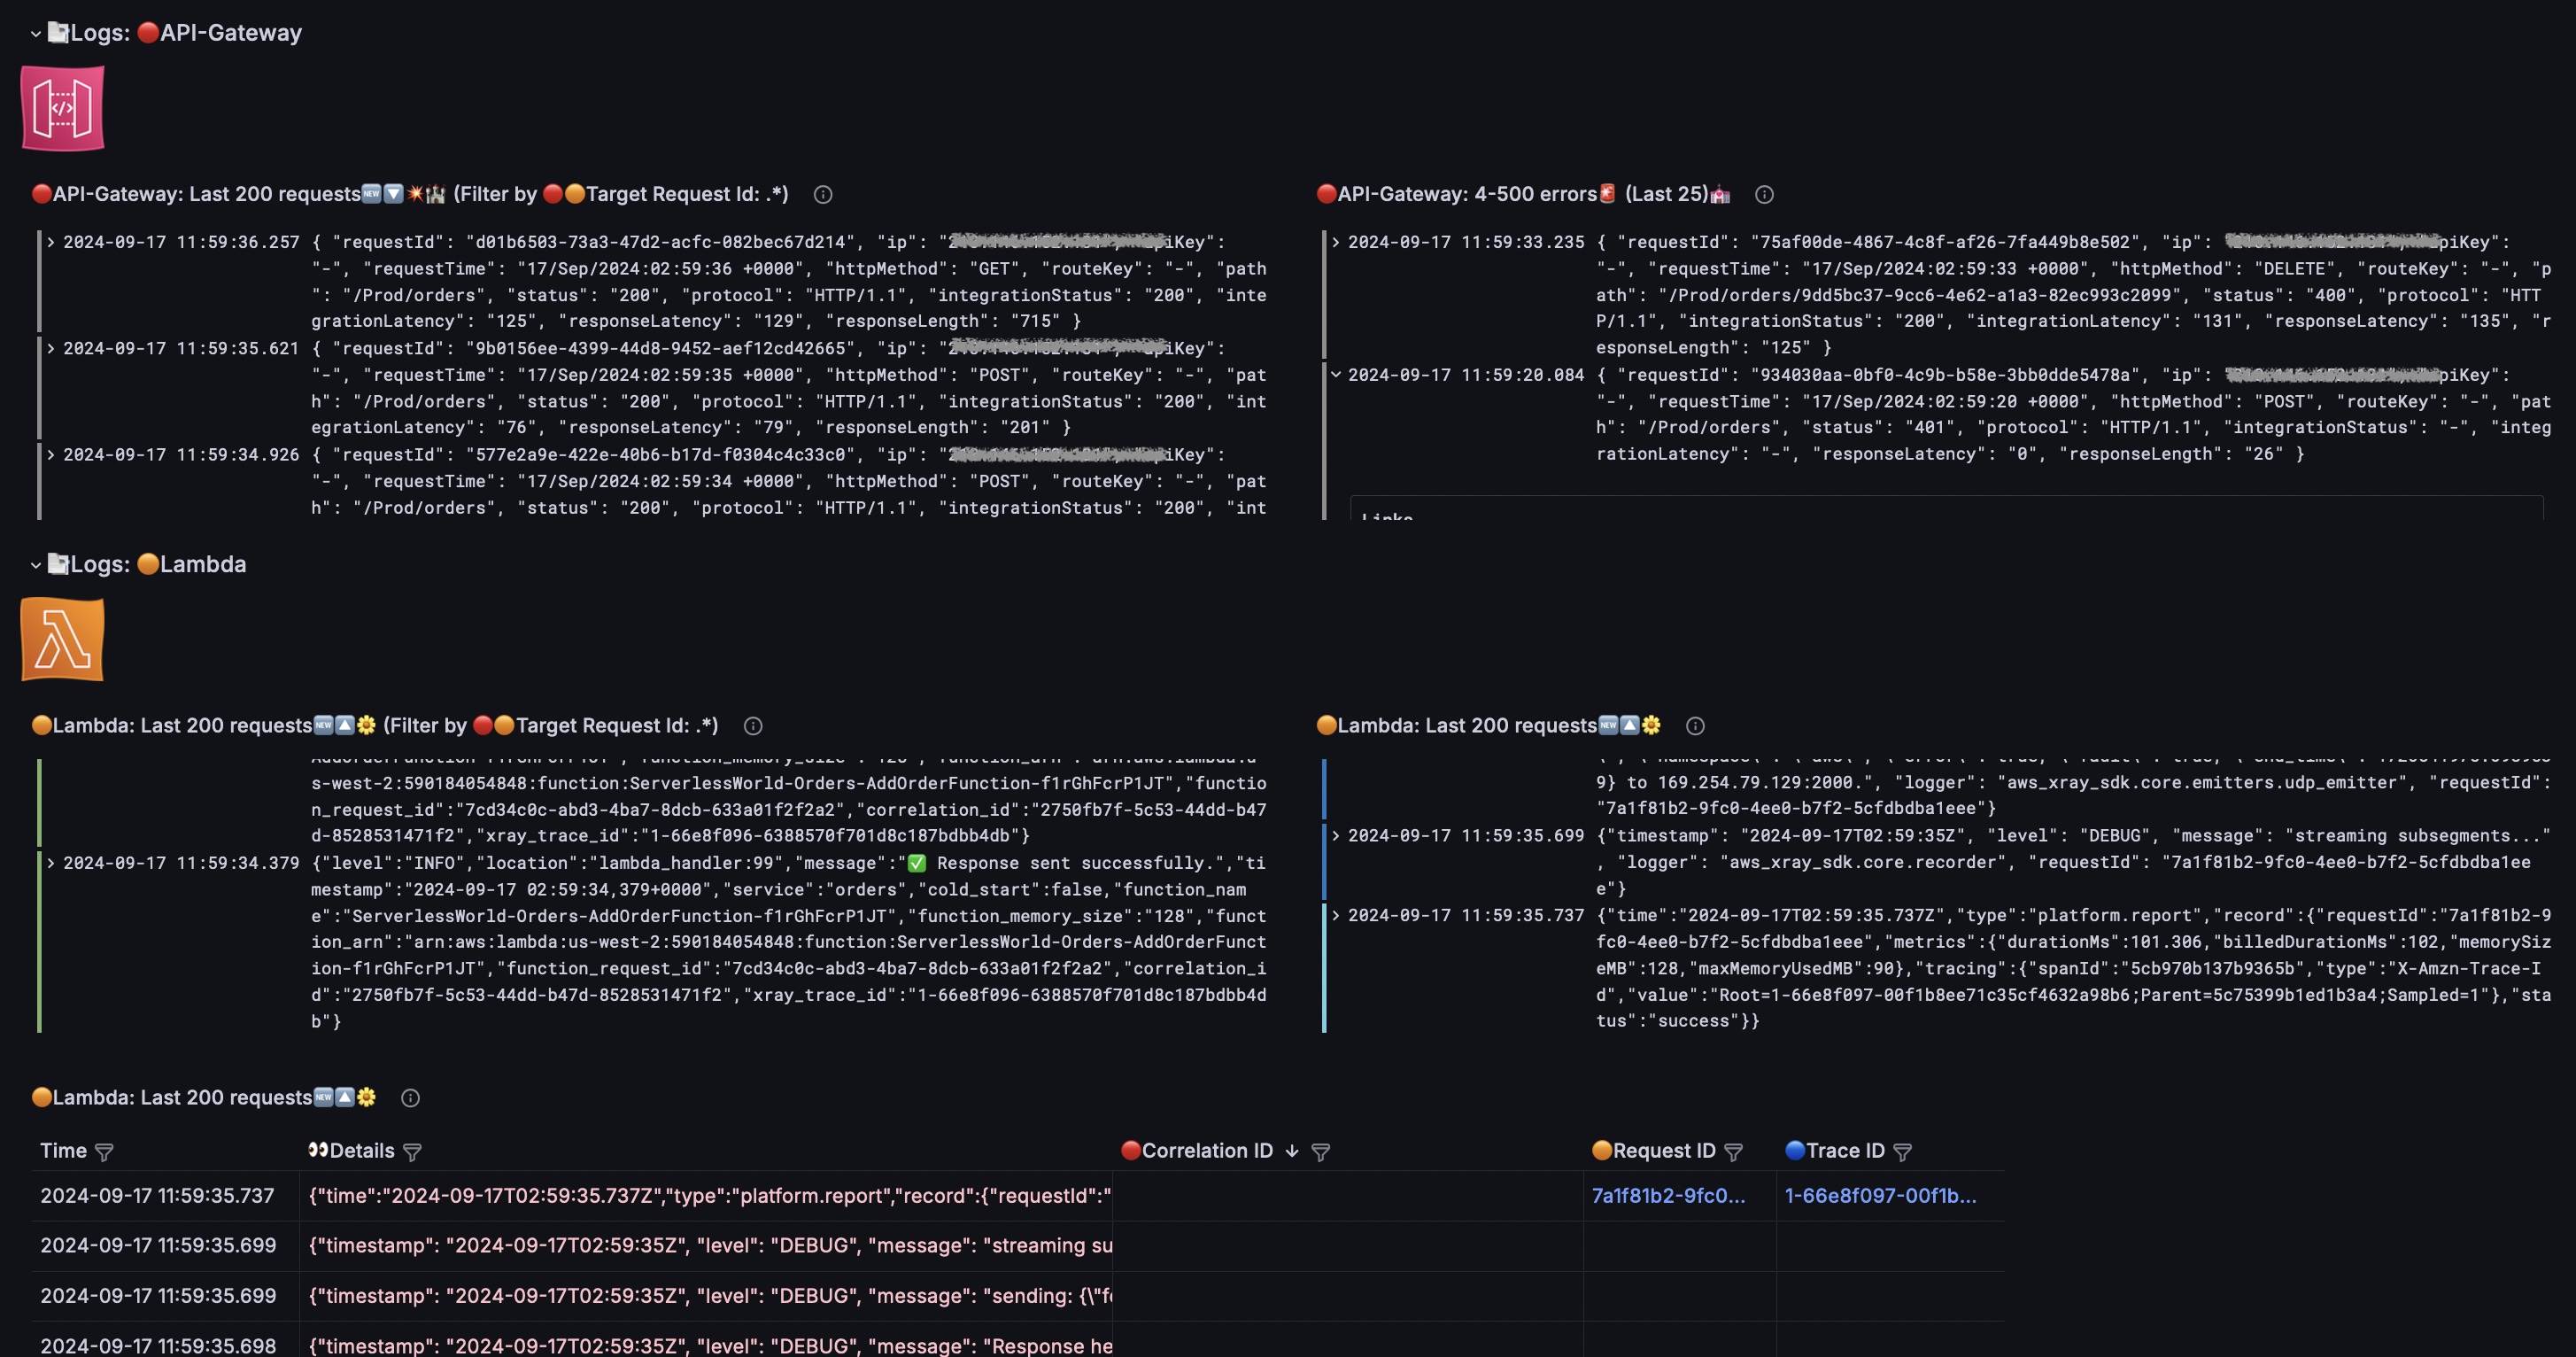 Logs: 🔴API-Gateway
🔴API-Gateway: Last 200 requests🆕🔽💥🏰 (Filter by 🔴🟠Target Request Id: .*)
2024-09-17 11:59:36.257 { "requestId": "d01b6503-73a3-47d2-acfc-082bec67d214", "ip": " piKey":
"-", "requestTime": "17/Sep/2024:02:59:36 +0000", "httpMethod": "GET", "routeKey": "-", "path
": "/Prod/orders", "status": "200", "protocol": "HTTP/1.1", "integrationStatus": "200", "inte
grationLatency": "125", "responseLatency": "129", "responseLength": "715" }
2024-09-17 11:59:35.621 { "requestId": "9b0156ee-4399-44d8-9452-aef12cd42665", "ip": " piKey":
"-", "requestTime": "17/Sep/2024:02:59:35 +0000", "httpMethod": "POST", "routeKey": "-", "pat
h": "/Prod/orders", "status": "200", "protocol": "HTTP/1.1", "integrationStatus": "200", "int
egrationLatency": "76", "responseLatency": "79", "responseLength": "201" }
2024-09-17 11:59:34.926 { "requestId": "577e2a9e-422e-40b6-b17d-f0304c4c33c0", "ip": " piKey":
"-", "requestTime": "17/Sep/2024:02:59:34 +0000", "httpMethod": "POST", "routeKey": "-", "pat
h": "/Prod/orders", "status": "200", "protocol": "HTTP/1.1", "integrationStatus": "200", "int
🔴API-Gateway: 4-500 errors🚨 (Last 25)💒
2024-09-17 11:59:33.235 { "requestId": "75af00de-4867-4c8f-af26-7fa449b8e502", "ip": piKey":
"-", "requestTime": "17/Sep/2024:02:59:33 +0000", "httpMethod": "DELETE", "routeKey": "-", "p
ath": "/Prod/orders/9dd5bc37-9cc6-4e62-a1a3-82ec993c2099", "status": "400", "protocol": "HTT
P/1.1", "integrationStatus": "200", "integrationLatency": "131", "responseLatency": "135", "r
esponseLength": "125" }
2024-09-17 11:59:20.084 { "requestId": "934030aa-0bf0-4c9b-b58e-3bb0dde5478a", "ip": piKey":
"-", "requestTime": "17/Sep/2024:02:59:20 +0000", "httpMethod": "POST", "routeKey": "-", "pat
h": "/Prod/orders", "status": "401", "protocol": "HTTP/1.1", "integrationStatus": "-", "integ
rationLatency": "-", "responseLatency": "0", "responseLength": "26" }
Links
Logs: 🟠Lambda
🟠Lambda: Last 200 requests🆕🔼🌼 (Filter by 🔴🟠Target Request Id: .*)
s-west-2:590184054848:function:ServerlessWorld-Orders-AddOrderFunction-f1rGhFcrP1JT","functio
n_request_id":"7cd34c0c-abd3-4ba7-8dcb-633a01f2f2a2","correlation_id":"2750fb7f-5c53-44dd-b47
d-8528531471f2","xray_trace_id":"1-66e8f096-6388570f701d8c187bdbb4db"}
2024-09-17 11:59:34.379 {"level":"INFO","location":"lambda_handler:99","message":"✅ Response sent successfully.","ti
mestamp":"2024-09-17 02:59:34,379+0000","service":"orders","cold_start":false,"function_nam
e":"ServerlessWorld-Orders-AddOrderFunction-f1rGhFcrP1JT","function_memory_size":"128","funct
ion_arn":"arn:aws:lambda:us-west-2:590184054848:function:ServerlessWorld-Orders-AddOrderFunct
ion-f1rGhFcrP1JT","function_request_id":"7cd34c0c-abd3-4ba7-8dcb-633a01f2f2a2","correlation_i
d":"2750fb7f-5c53-44dd-b47d-8528531471f2","xray_trace_id":"1-66e8f096-6388570f701d8c187bdbb4d
b"}
🟠Lambda: Last 200 requests🆕🔼🌼
9} to 169.254.79.129:2000.", "logger": "aws_xray_sdk.core.emitters.udp_emitter", "requestId":
"7a1f81b2-9fc0-4ee0-b7f2-5cfdbdba1eee"}
2024-09-17 11:59:35.699 {"timestamp": "2024-09-17T02:59:35Z", "level": "DEBUG", "message": "streaming subsegments..."
, "logger": "aws_xray_sdk.core.recorder", "requestId": "7a1f81b2-9fc0-4ee0-b7f2-5cfdbdba1ee
e"}
2024-09-17 11:59:35.737 {"time":"2024-09-17T02:59:35.737Z","type":"platform.report","record":{"requestId":"7a1f81b2-9
fc0-4ee0-b7f2-5cfdbdba1eee","metrics":{"durationMs":101.306,"billedDurationMs":102,"memorySiz
eMB":128,"maxMemoryUsedMB":90},"tracing":{"spanId":"5cb970b137b9365b","type":"X-Amzn-Trace-I
d","value":"Root=1-66e8f097-00f1b8ee71c35cf4632a98b6;Parent=5c75399b1ed1b3a4;Sampled=1"},"sta
tus":"success"}}
🟠Lambda: Last 200 requests🆕🔼🌼
Time 👀Details 🔴Correlation ID ↓ 🟠Request ID 🔵Trace ID
2024-09-17 11:59:35.737 {"time":"2024-09-17T02:59:35.737Z","type":"platform.report","record":{"requestId":" 7a1f81b2-9fc0... 1-66e8f097-00f1b...
2024-09-17 11:59:35.699 {"timestamp": "2024-09-17T02:59:35Z", "level": "DEBUG", "message": "streaming su
2024-09-17 11:59:35.699 {"timestamp": "2024-09-17T02:59:35Z", "level": "DEBUG", "message": "sending: {\"f
2024-09-17 11:59:35.698 {"timestamp": "2024-09-17T02:59:35Z", "level": "DEBUG", "message": "Response he